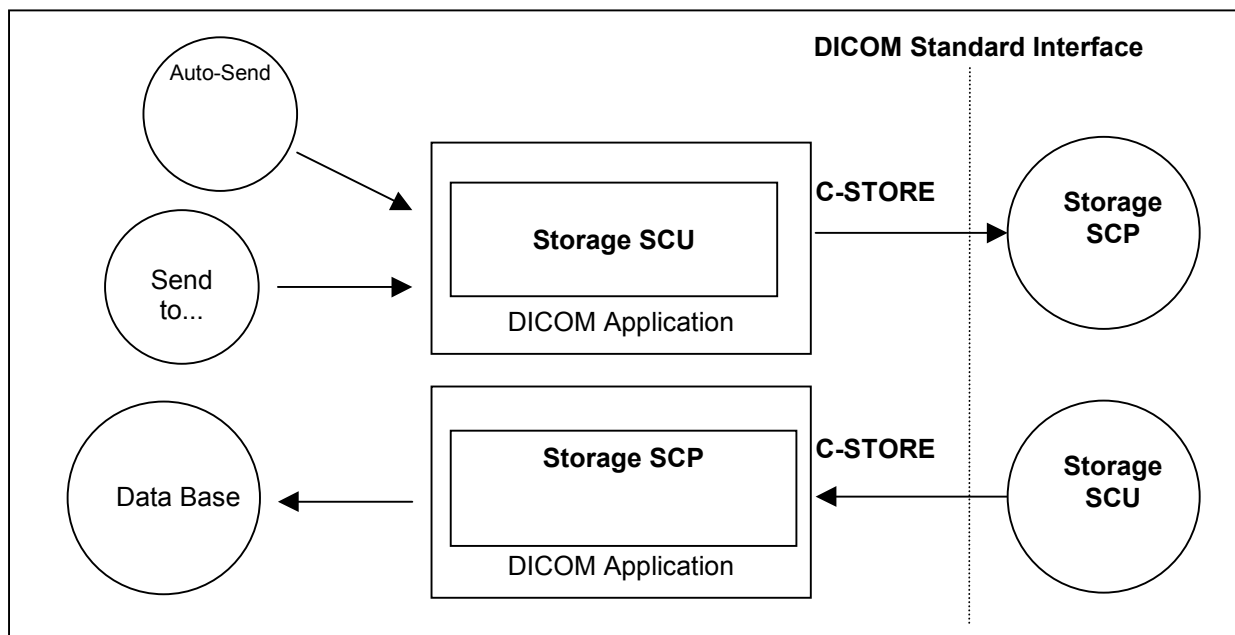 DICOM Standard Interface
Auto-Send
C-STORE
Storage
SCP
Storage SCU
Send
to...
DICOM Application
C-STORE
Storage SCP
Storage
SCU
Data Base
DICOM Application